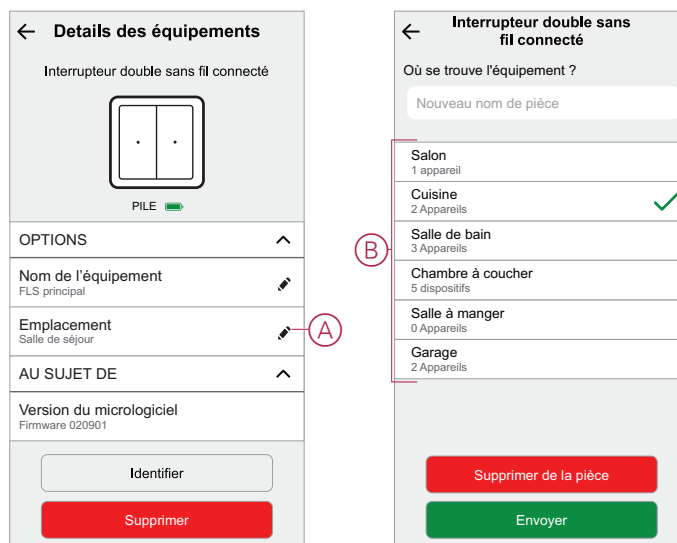 Details des équipements
Interrupteur double sans fil connecté
PILE
OPTIONS
Nom de l'équipement
FLS principal
Emplacement
Salle de séjour
A
AU SUJET DE
Version du micrologiciel
Firmware 020901
Identifier
Supprimer
Interrupteur double sans
fil connecté
Où se trouve l'équipement ?
Nouveau nom de pièce
B
Salon
1 appareil
Cuisine
2 Appareils
Salle de bain
3 Appareils
Chambre à coucher
5 dispositifs
Salle à manger
0 Appareils
Garage
2 Appareils
Supprimer de la pièce
Envoyer